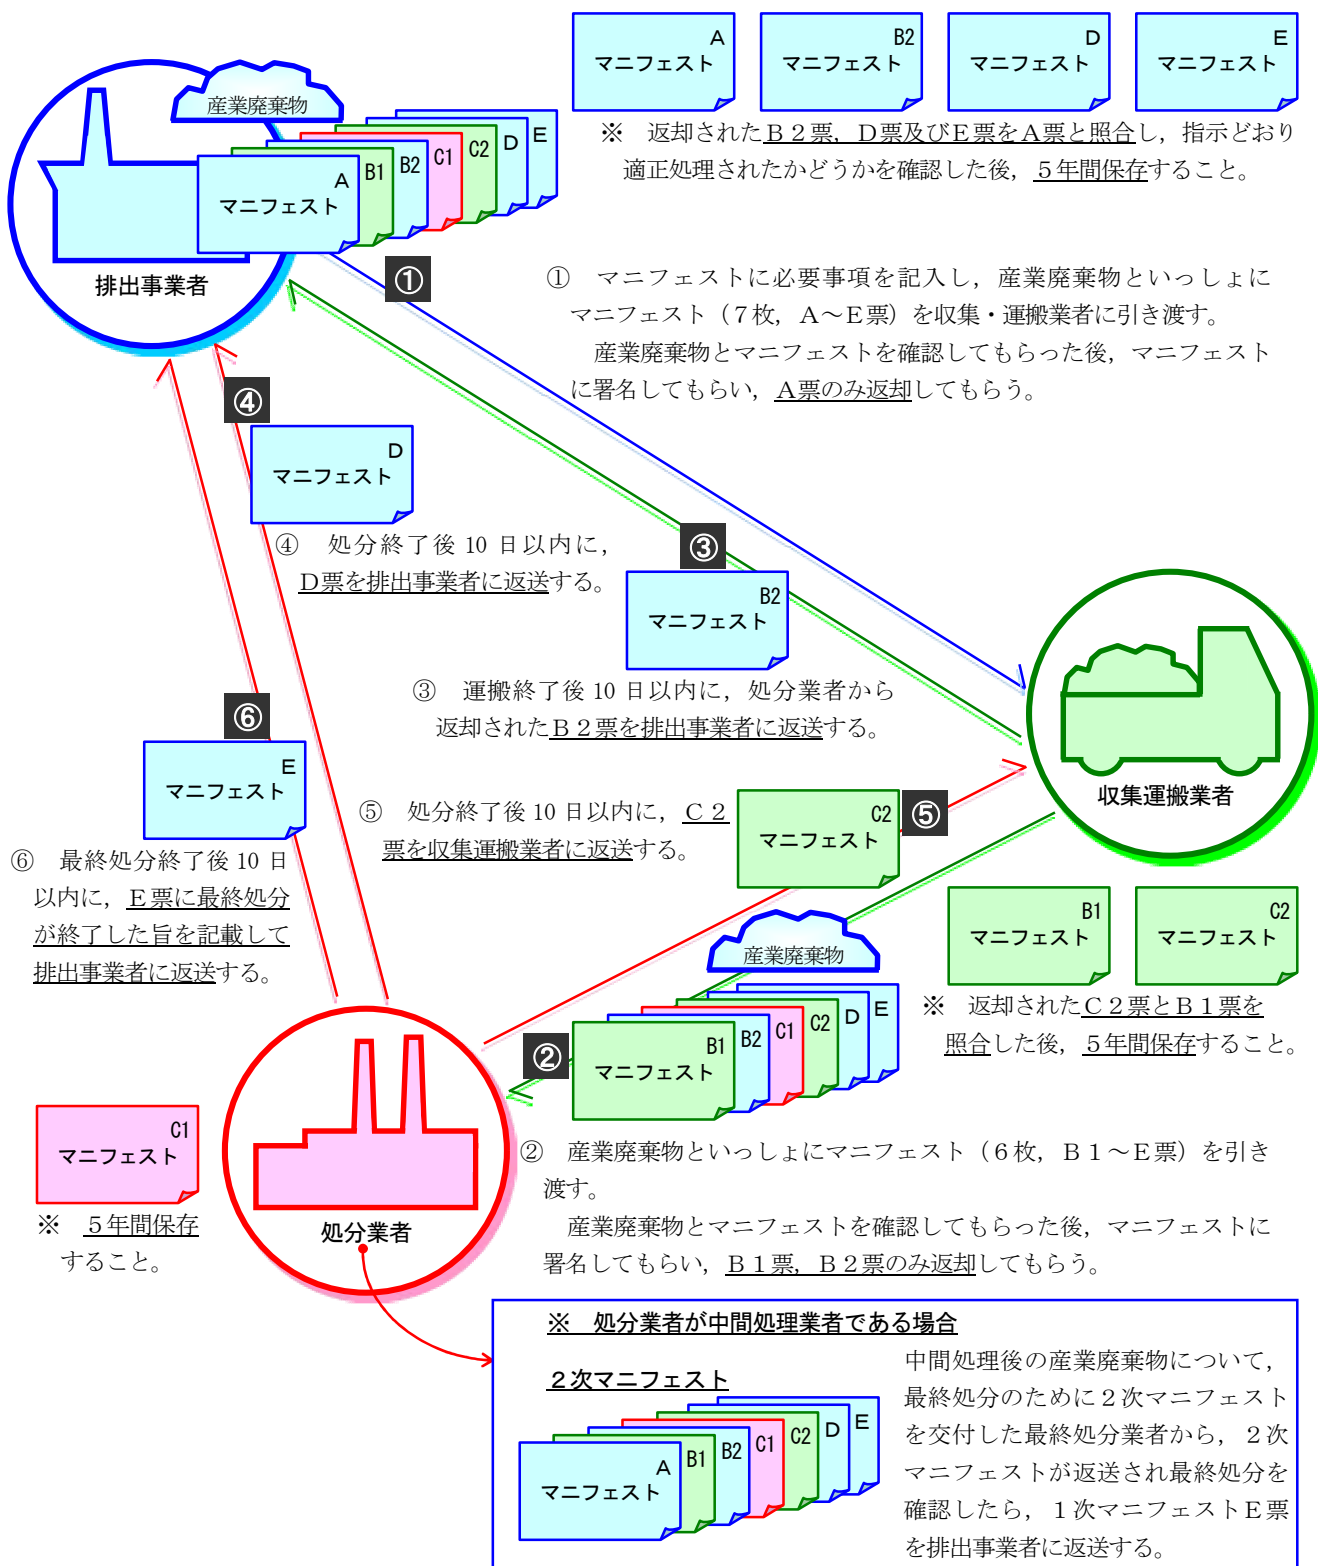 A
マニフェスト
B2
マニフェスト
D
マニフェスト
E
マニフェスト
※　返却されたＢ２票，Ｄ票及びＥ票をＡ票と照合し，指示どおり
適正処理されたかどうかを確認した後，５年間保存すること。
産業廃棄物
A
マニフェスト
B1
B2
C1
C2
D
E
排出事業者
①
①　マニフェストに必要事項を記入し，産業廃棄物といっしょに
マニフェスト（７枚，Ａ～Ｅ票）を収集・運搬業者に引き渡す。
産業廃棄物とマニフェストを確認してもらった後，マニフェスト
に署名してもらい，Ａ票のみ返却してもらう。
④
D
マニフェスト
④　処分終了後 10 日以内に，
Ｄ票を排出事業者に返送する。
③
B2
マニフェスト
③　運搬終了後 10 日以内に，処分業者から
返却されたＢ２票を排出事業者に返送する。
収集運搬業者
⑥
E
マニフェスト
⑥　最終処分終了後 10 日
以内に，Ｅ票に最終処分
が終了した旨を記載して
排出事業者に返送する。
⑤　処分終了後 10 日以内に，Ｃ２
票を収集運搬業者に返送する。
C2
マニフェスト
⑤
B1
マニフェスト
C2
マニフェスト
※　返却されたＣ２票とＢ１票を
照合した後，５年間保存すること。
産業廃棄物
②
B1
マニフェスト
B2
C1
C2
D
E
②　産業廃棄物といっしょにマニフェスト（６枚，Ｂ１～Ｅ票）を引き
渡す。
産業廃棄物とマニフェストを確認してもらった後，マニフェストに
署名してもらい，Ｂ１票，Ｂ２票のみ返却してもらう。
C1
マニフェスト
※　５年間保存
すること。
処分業者
※　処分業者が中間処理業者である場合
２次マニフェスト
A
マニフェスト
B1
B2
C1
C2
D
E
中間処理後の産業廃棄物について，
最終処分のために２次マニフェスト
を交付した最終処分業者から，２次
マニフェストが返送され最終処分を
確認したら，１次マニフェストＥ票
を排出事業者に返送する。